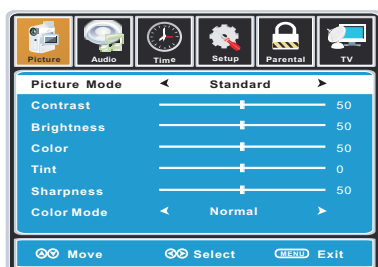 Picture Audio Time Setup Parental TV
Picture Mode Standard
Contrast 50
Brightness 50
Color 50
Tint 0
Sharpness 50
Color Mode Normal
Move Select MENU Exit